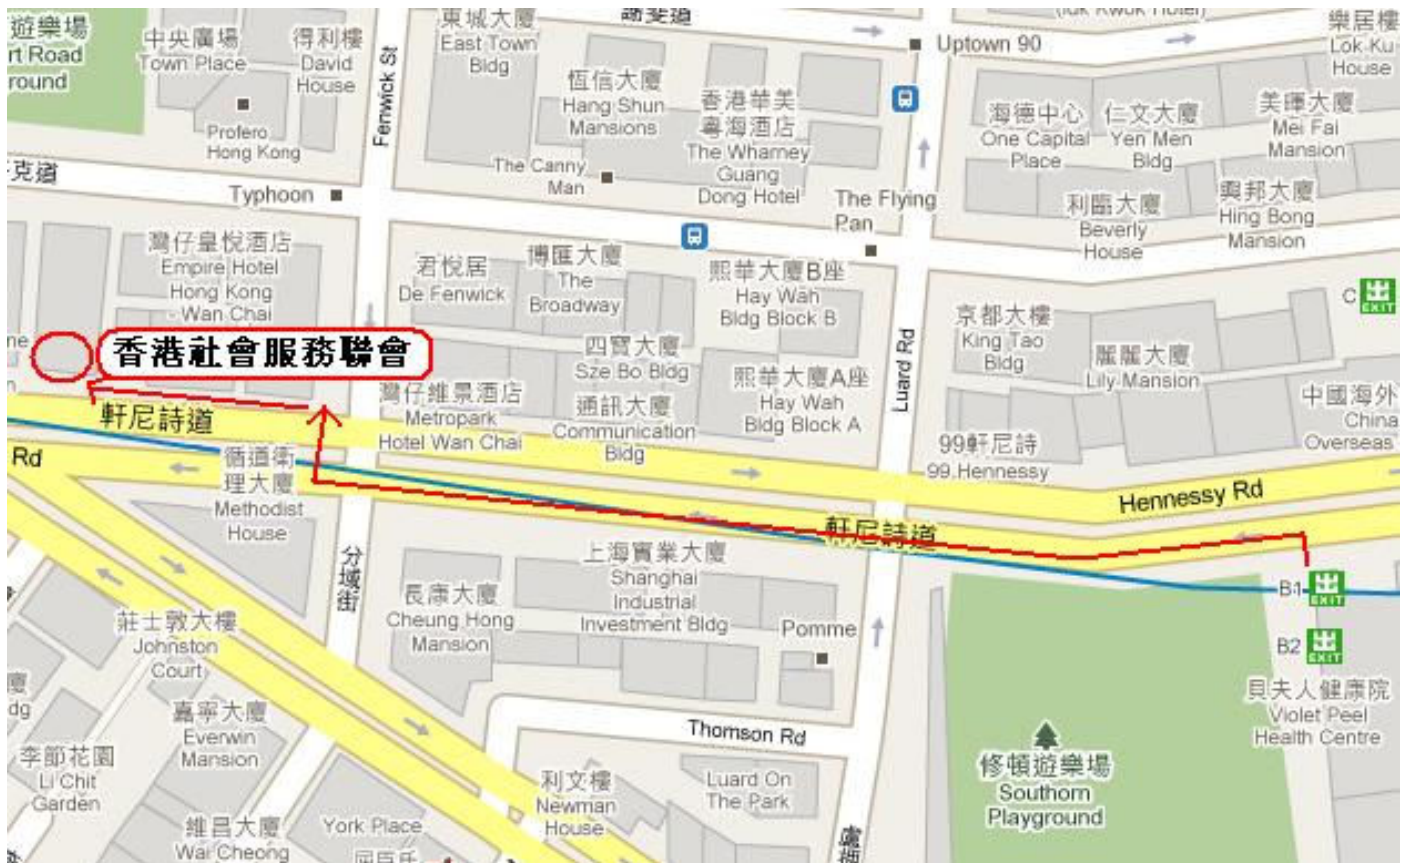 遊樂場
rt Road
round
中央廣場
Town Place
得利樓
David
House
Profero
Hong Kong
Fenwick St
東城大廈
East Town
Bldg
謝斐道
恆信大廈
Hang Shun
Mansions
香港華美
粵海酒店
The Wharney
Guang
Dong Hotel
The Canny
Man
Uptown 90
樂居樓
Lok Ku
House
海德中心
One Capital
Place
仁文大廈
Yen Men
Bldg
美暉大廈
Mei Fai
Mansion
克道
Typhoon
The Flying
Pan
利臨大廈
Beverly
House
興邦大廈
Hing Bong
Mansion
灣仔皇悅酒店
Empire Hotel
Hong Kong
- Wan Chai
君悅居
De Fenwick
博匯大廈
The
Broadway
熙華大廈B座
Hay Wah
Bldg Block B
C
EXIT
京都大樓
King Tao
Bldg
麗麗大廈
Lily Mansion
Luard Rd
ne
香港社會服務聯會
四寶大廈
Sze Bo Bldg
熙華大廈A座
Hay Wah
Bldg Block A
灣仔維景酒店
Metropark
Hotel Wan Chai
通訊大廈
Communication
Bldg
中國海外
China
Overseas
軒尼詩道
99軒尼詩
99 Hennessy
Rd
循道衛
理大廈
Methodist
House
Hennessy Rd
軒尼詩道
分域街
上海實業大廈
Shanghai
Industrial
Investment Bldg
長康大廈
Cheung Hong
Mansion
Pomme
B1
EXIT
B2
EXIT
莊士敦大樓
Johnston
Court
貝夫人健康院
Violet Peel
Health Centre
廈
dg
嘉寧大廈
Everwin
Mansion
Thomson Rd
李節花園
Li Chit
Garden
利文樓
Newman
House
Luard On
The Park
修頓遊樂場
Southorn
Playground
維昌大廈
Wai Cheong
York Place
屈臣氏